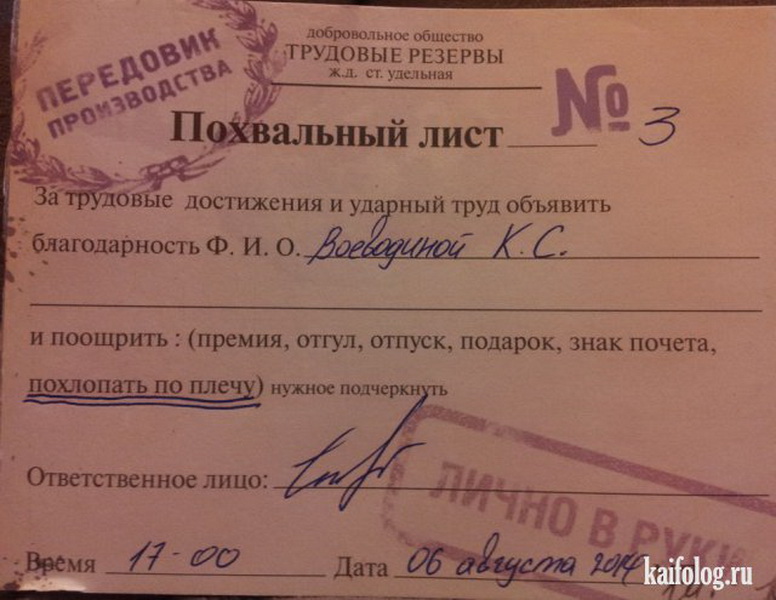 добровольное общество
ТРУДОВЫЕ РЕЗЕРВЫ
ж.д. ст. удельная
ПЕРЕДОВИК
ПРОИЗВОДСТВА
Похвальный лист № 3
За трудовые достижения и ударный труд объявить
благодарность Ф. И. О. Воеводиной К. С.
и поощрить : (премия, отгул, отпуск, подарок, знак почета,
похлопать по плечу) нужное подчеркнуть
Ответственное лицо:
ЛИЧНО В РУКИ
Время 17-00 Дата 06 августа 2014
kaifolog.ru